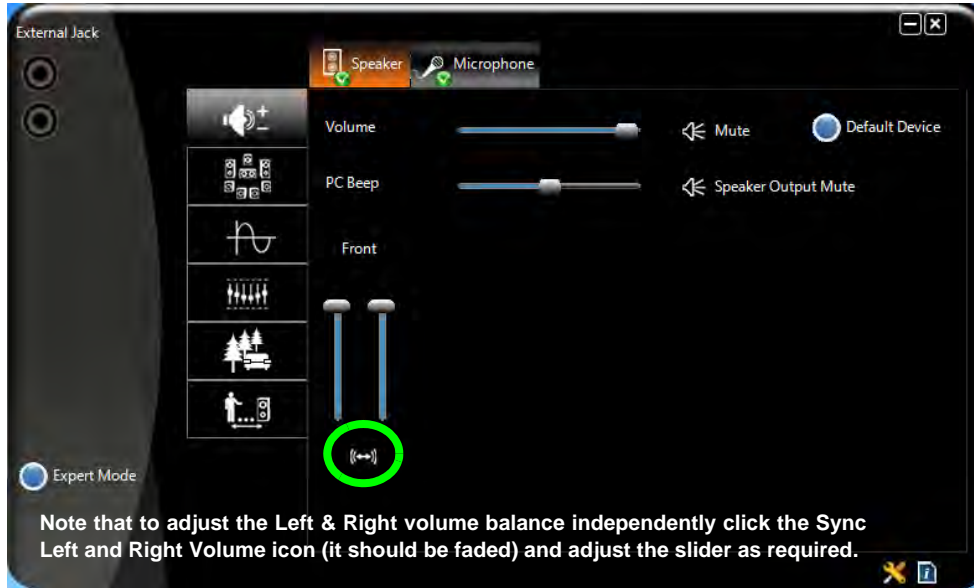 External Jack
Speaker
Microphone
Volume
Mute
Default Device
PC Beep
Speaker Output Mute
Front
Expert Mode
Note that to adjust the Left & Right volume balance independently click the Sync
Left and Right Volume icon (it should be faded) and adjust the slider as required.